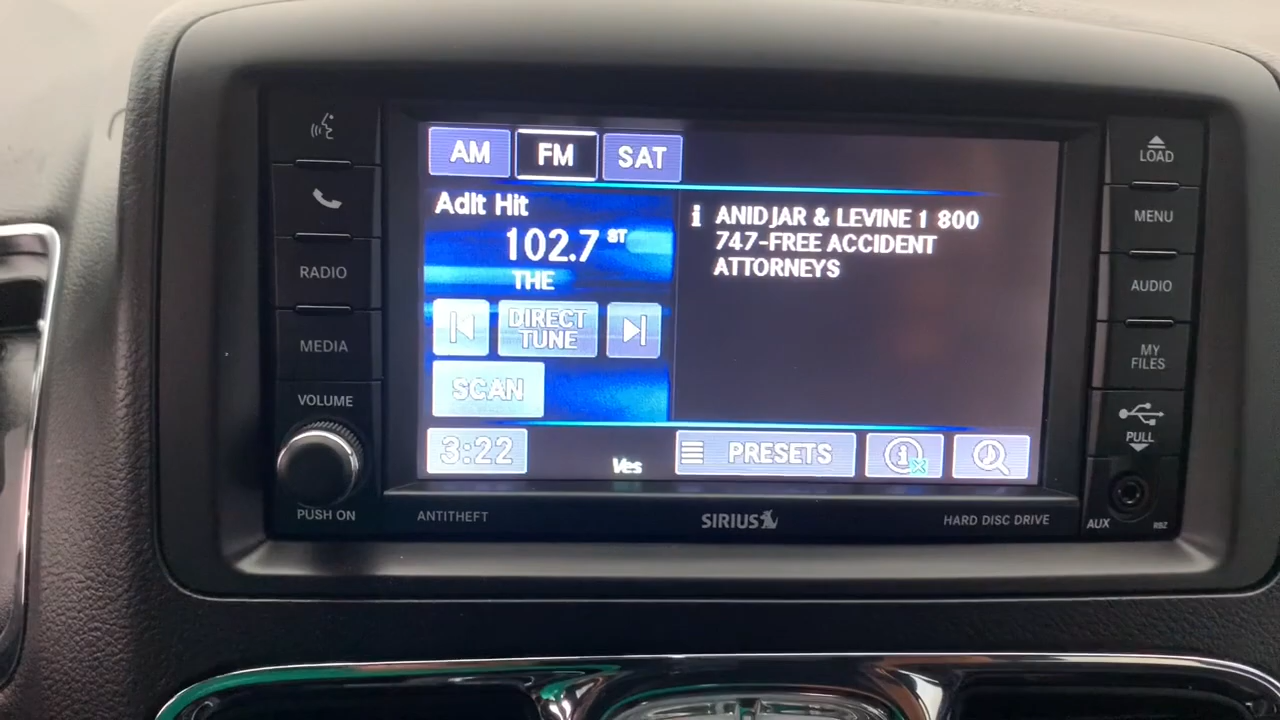 AM FM SAT
Adlt Hit
102.7 ST
THE
DIRECT
TUNE
SCAN
3:22
Ves
ANIDJAR & LEVINE 1 800
747-FREE ACCIDENT
ATTORNEYS
PRESETS
RADIO
MEDIA
VOLUME
PUSH ON
LOAD
MENU
AUDIO
MY
FILES
PULL
AUX RBZ
ANTITHEFT
SIRIUS
HARD DISC DRIVE